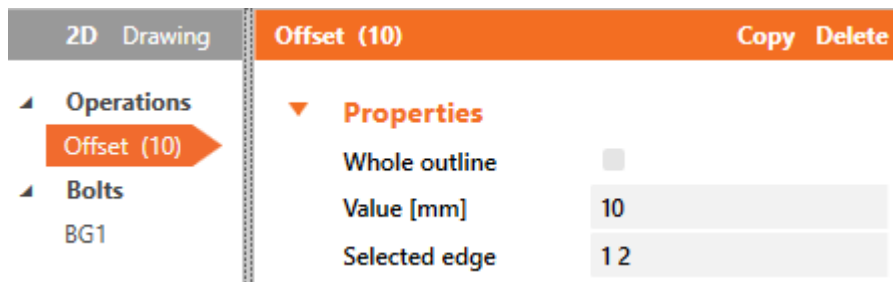 2D Drawing
Offset (10) Copy Delete
Operations
Offset (10)
Bolts
BG1
Properties
Whole outline
Value [mm] 10
Selected edge 1 2